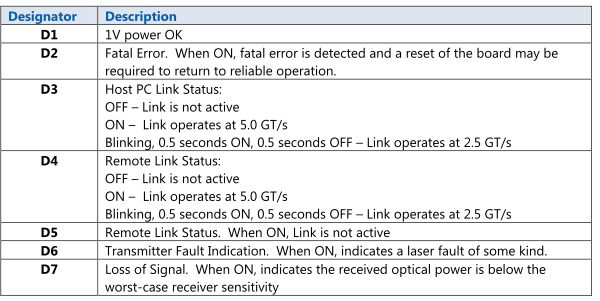 Designator Description
D1 1V power OK
D2 Fatal Error. When ON, fatal error is detected and a reset of the board may be
required to return to reliable operation.
D3 Host PC Link Status:
OFF – Link is not active
ON – Link operates at 5.0 GT/s
Blinking, 0.5 seconds ON, 0.5 seconds OFF – Link operates at 2.5 GT/s
D4 Remote Link Status:
OFF – Link is not active
ON – Link operates at 5.0 GT/s
Blinking, 0.5 seconds ON, 0.5 seconds OFF – Link operates at 2.5 GT/s
D5 Remote Link Status. When ON, Link is not active
D6 Transmitter Fault Indication. When ON, indicates a laser fault of some kind.
D7 Loss of Signal. When ON, indicates the received optical power is below the
worst-case receiver sensitivity